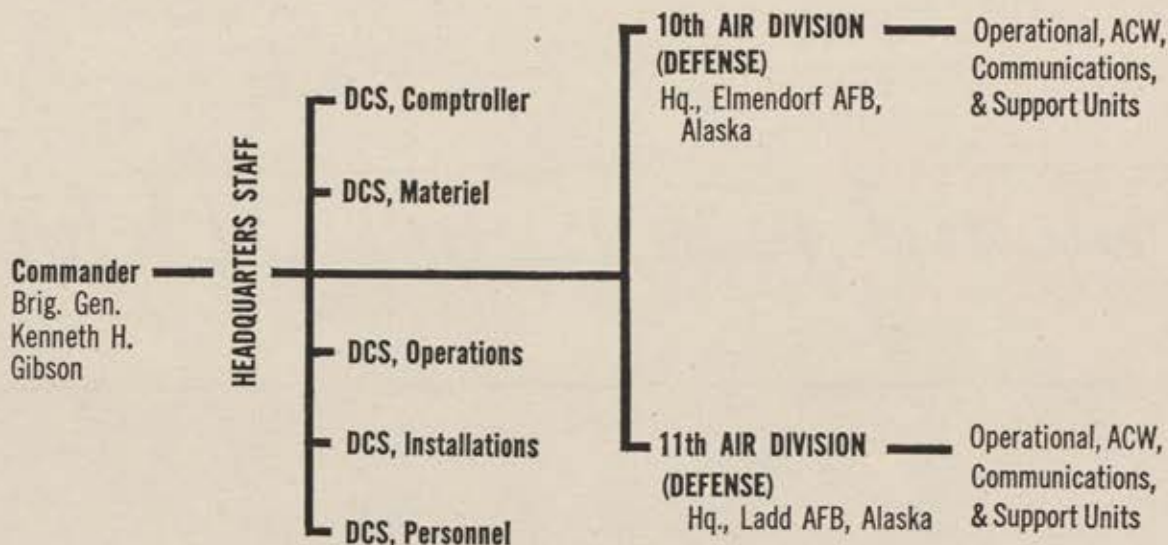 Commander
Brig. Gen.
Kenneth H.
Gibson
HEADQUARTERS STAFF
DCS, Comptroller
DCS, Materiel
DCS, Operations
DCS, Installations
DCS, Personnel
10th AIR DIVISION
(DEFENSE)
Hq., Elmendorf AFB,
Alaska
Operational, ACW,
Communications,
& Support Units
11th AIR DIVISION
(DEFENSE)
Hq., Ladd AFB, Alaska
Operational, ACW,
Communications,
& Support Units